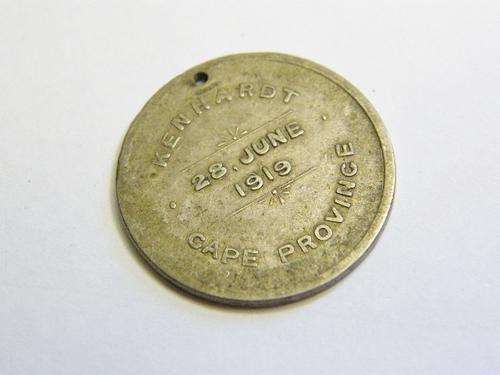 KENHARDT
28. JUNE
1919
CAPE PROVINCE